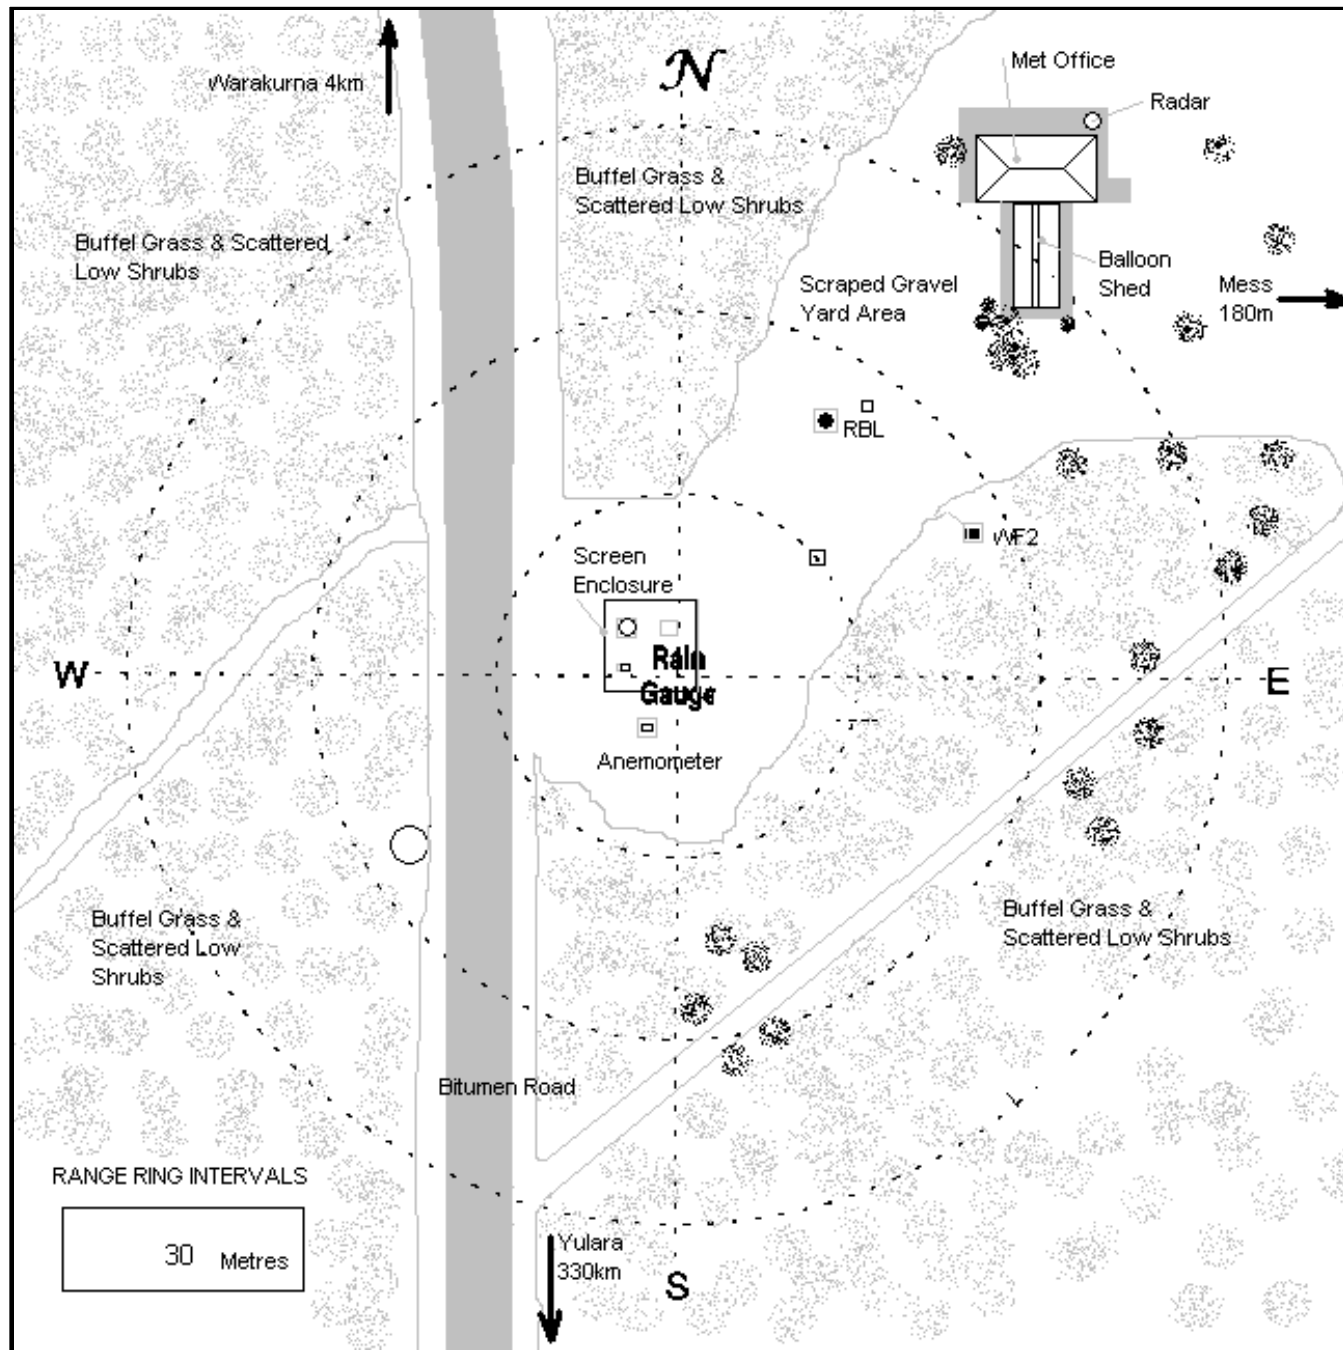 N
Met Office
Warakurna 4km
Radar
Buffel Grass &
Scattered Low Shrubs
Buffel Grass & Scattered
Low Shrubs
Balloon
Shed
Scraped Gravel
Yard Area
Mess
180m
RBL
WF2
Screen
Enclosure
W
Rain
Gauge
E
Anemometer
Buffel Grass &
Scattered Low
Shrubs
Buffel Grass &
Scattered Low Shrubs
Bitumen Road
RANGE RING INTERVALS
30 Metres
Yulara
330km
S